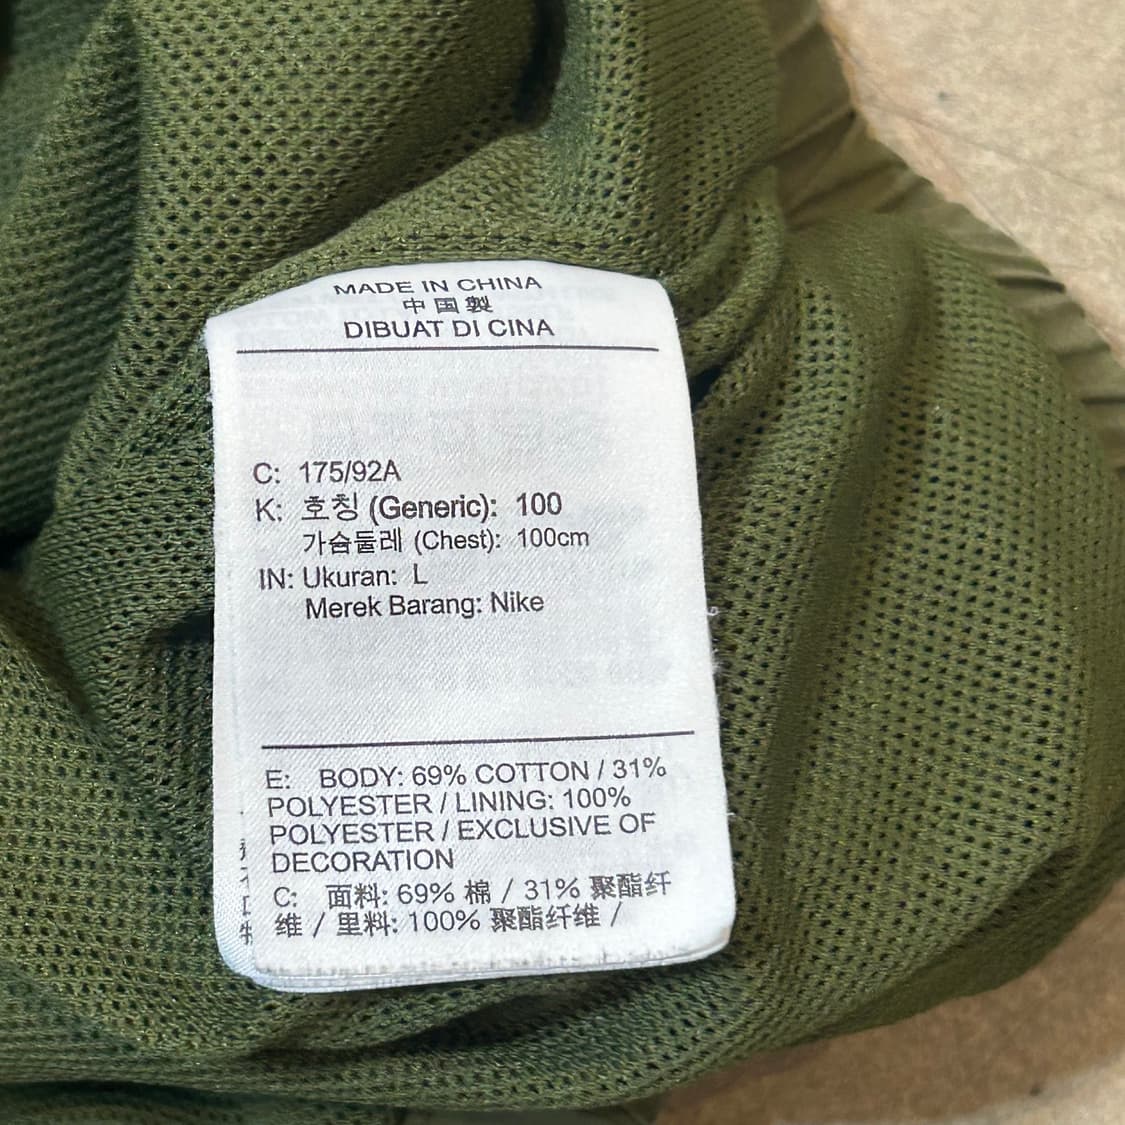 MADE IN CHINA
中国製
DIBUAT DI CINA
C: 175/92A
K: 호칭 (Generic): 100
가슴둘레 (Chest): 100cm
IN: Ukuran: L
Merek Barang: Nike
E: BODY: 69% COTTON / 31%
POLYESTER / LINING: 100%
POLYESTER / EXCLUSIVE OF
DECORATION
C: 面料: 69% 棉 / 31% 聚酯纤
维 / 里料: 100% 聚酯纤维 /